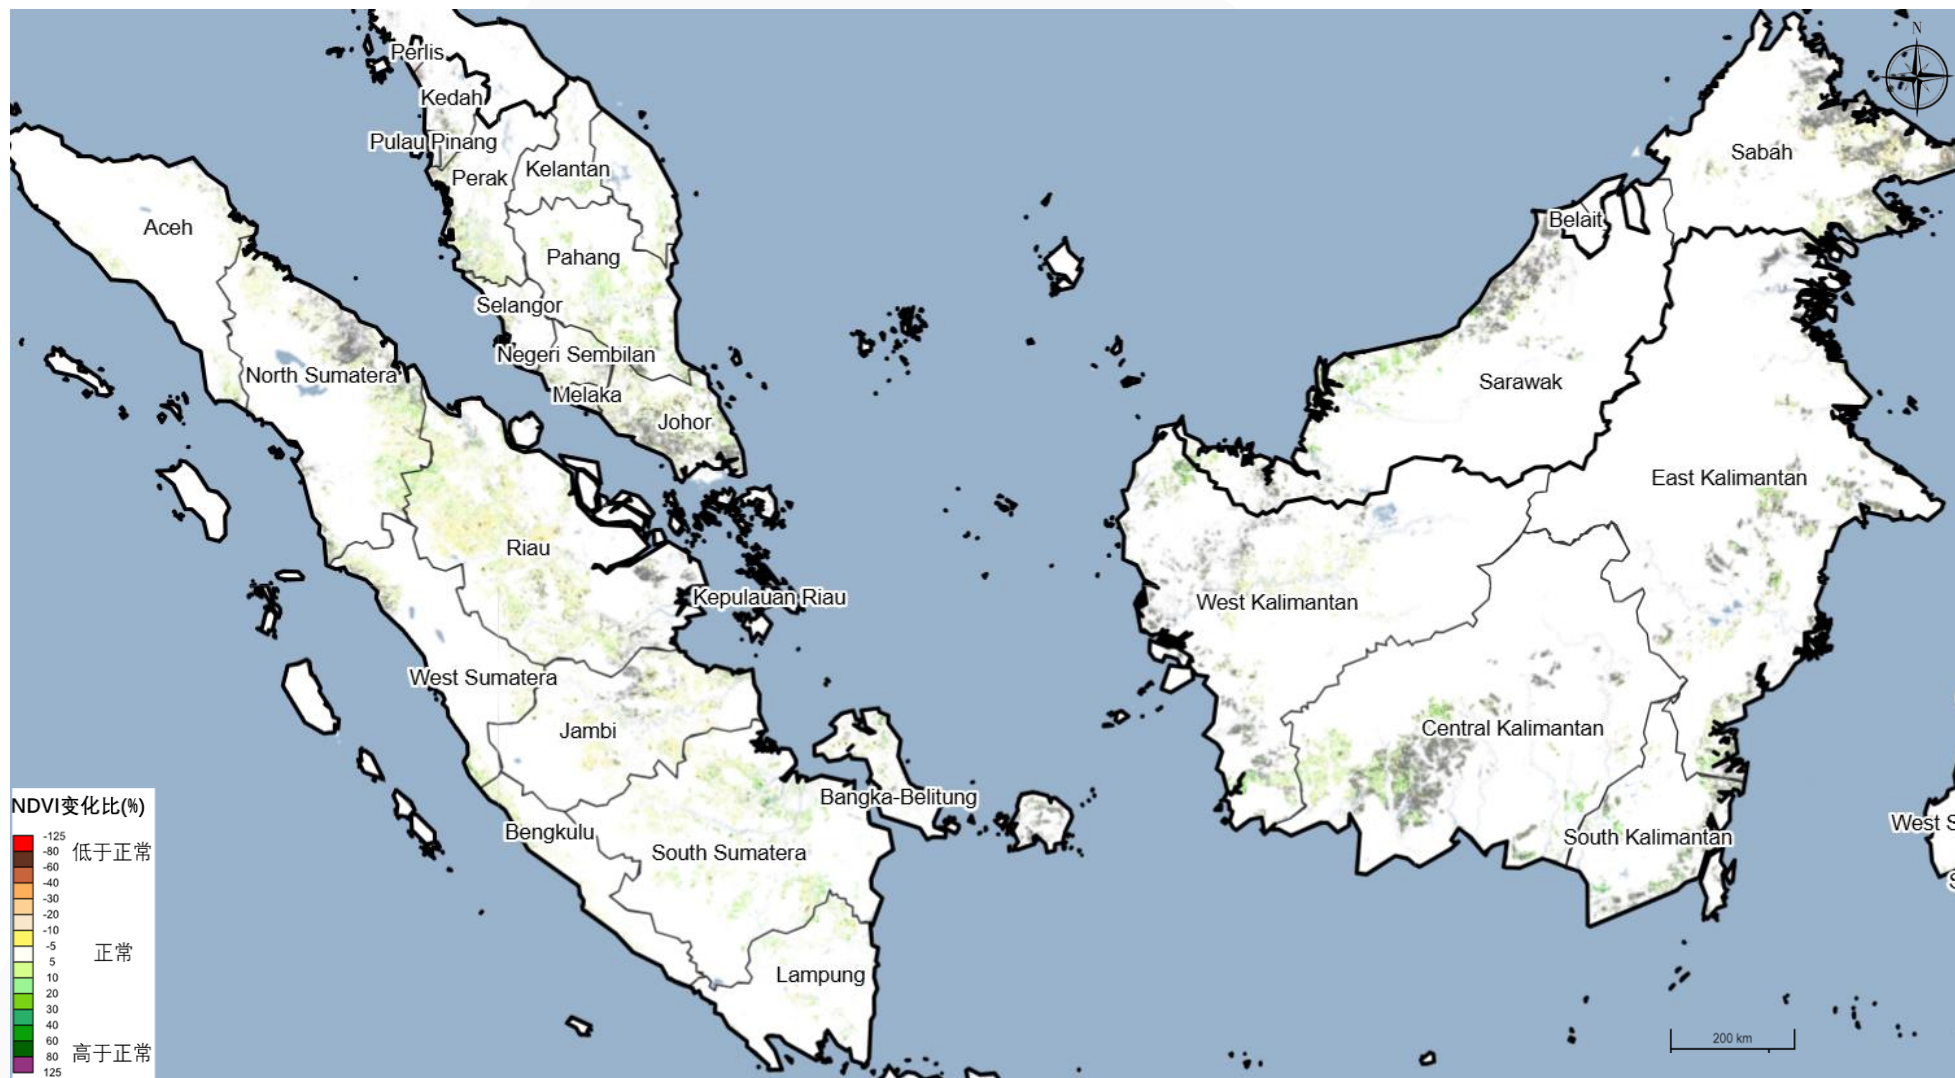 N
Perlis
Kedah
Pulau Pinang
Perak
Kelantan
Sabah
Aceh
Belait
Pahang
Selangor
Negeri Sembilan
North Sumatera
Melaka
Sarawak
Johor
East Kalimantan
Riau
Kepulauan Riau
West Kalimantan
West Sumatera
Jambi
Central Kalimantan
Bangka-Belitung
Bengkulu
South Sumatera
South Kalimantan
West S
S
Lampung
200 km
NDVI变化比(%)
-125
-80
低于正常
-60
-40
-30
-20
-10
-5
正常
5
10
20
30
40
60
高于正常
80
125